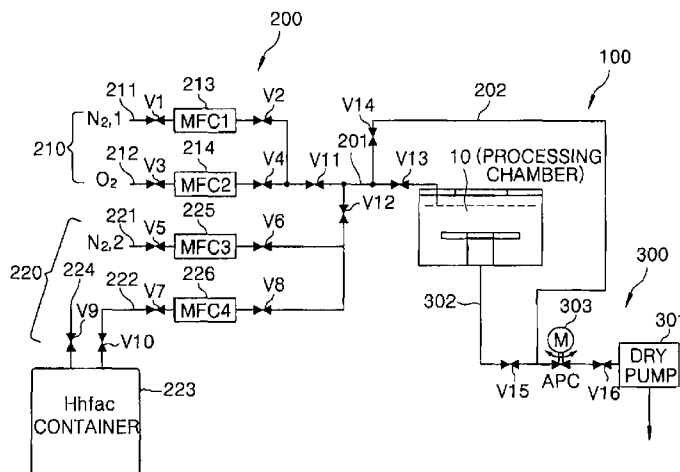 200
100
211
213
V2
V14
202
V1
N₂,1
MFC1
210
212
214
V4
201
V3
V11
V13
10 (PROCESSING
CHAMBER)
O₂
MFC2
V12
221
225
V6
N₂,2
V5
MFC3
220
224
222
226
V8
V7
MFC4
V9
V10
300
302
303
301
M
DRY
PUMP
V15
APC
V16
223
Hhfac
CONTAINER